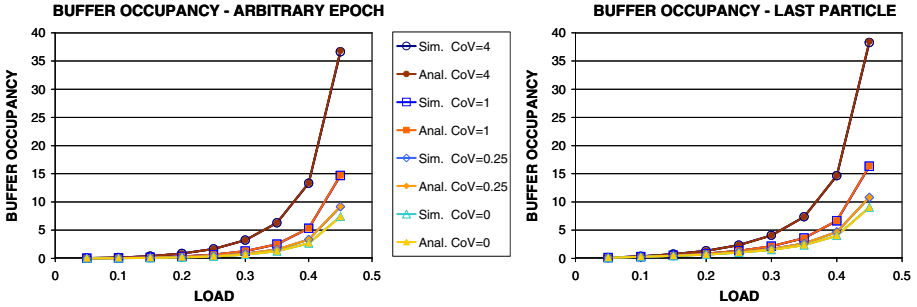 BUFFER OCCUPANCY - ARBITRARY EPOCH
BUFFER OCCUPANCY
40
35
30
25
20
15
10
5
0
0 0.1 0.2 0.3 0.4 0.5
LOAD
Sim. CoV=4
Anal. CoV=4
Sim. CoV=1
Anal. CoV=1
Sim. CoV=0.25
Anal. CoV=0.25
Sim. CoV=0
Anal. CoV=0
BUFFER OCCUPANCY - LAST PARTICLE
BUFFER OCCUPANCY
40
35
30
25
20
15
10
5
0
0 0.1 0.2 0.3 0.4 0.5
LOAD